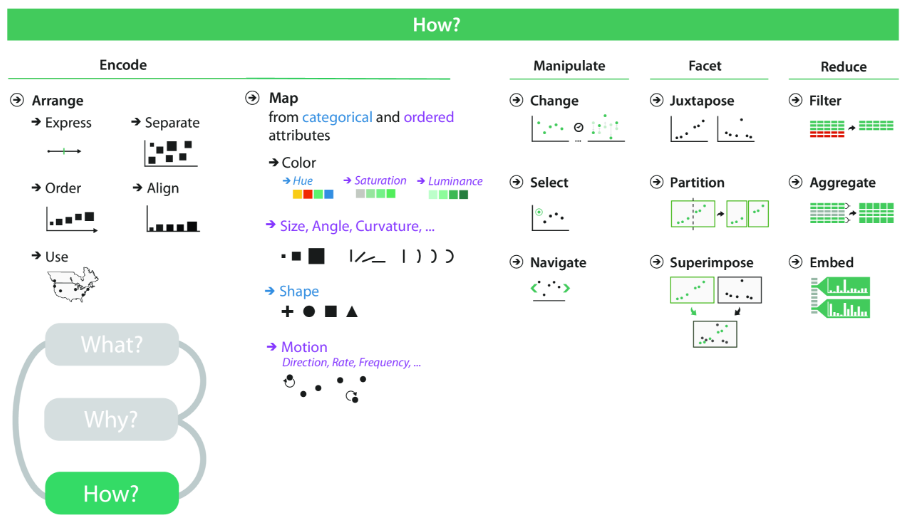 How?
Encode
Arrange
Express
Separate
Order
Align
Use
Map
from categorical and ordered
attributes
Color
Hue
Saturation
Luminance
Size, Angle, Curvature, ...
Shape
Motion
Direction, Rate, Frequency, ...
Manipulate
Change
...
Select
Navigate
Facet
Juxtapose
Partition
Superimpose
Reduce
Filter
Aggregate
Embed
What?
Why?
How?